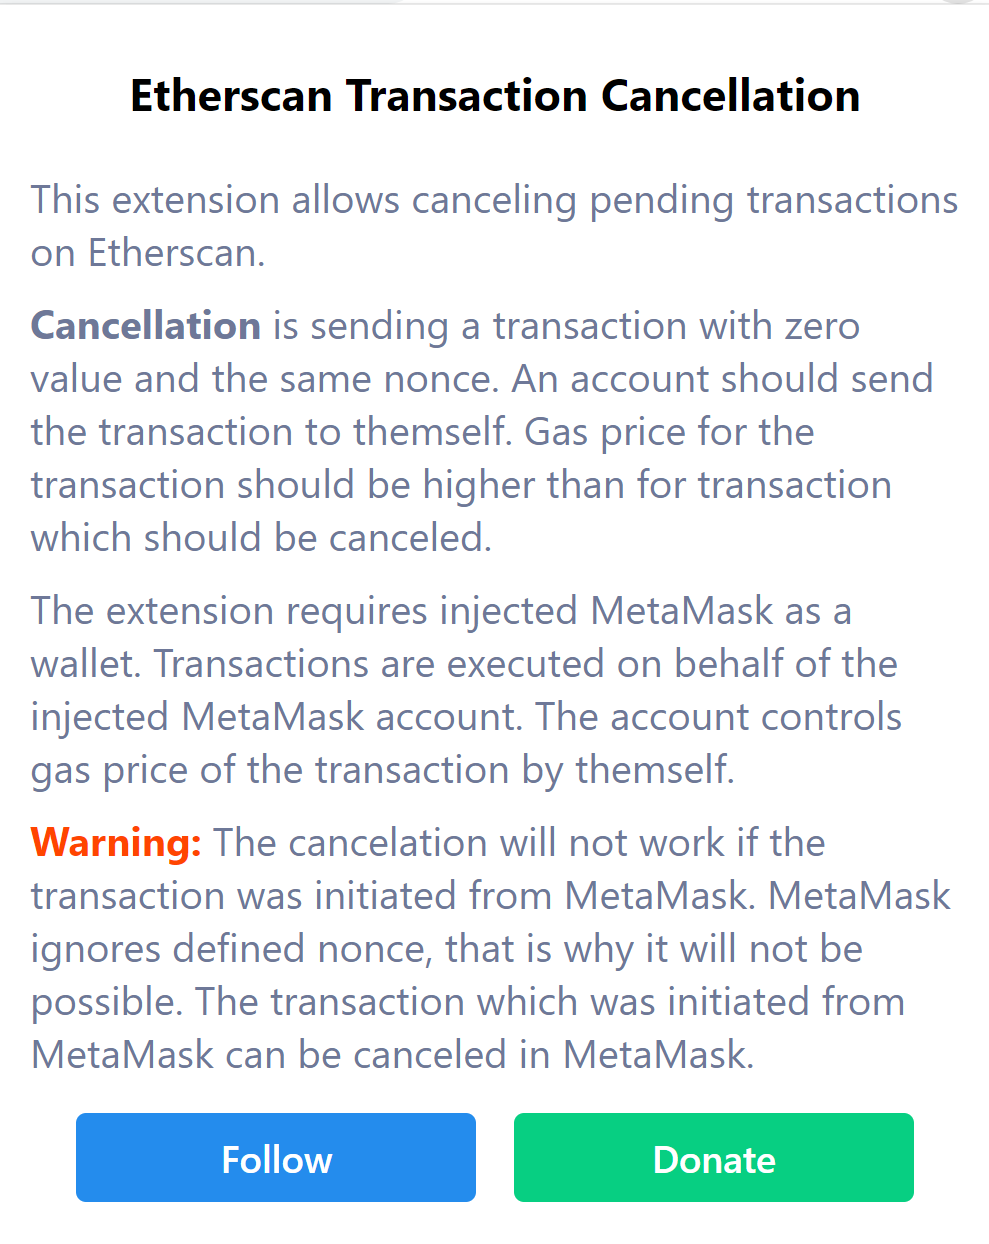 Etherscan Transaction Cancellation
This extension allows canceling pending transactions
on Etherscan.
Cancellation is sending a transaction with zero
value and the same nonce. An account should send
the transaction to themself. Gas price for the
transaction should be higher than for transaction
which should be canceled.
The extension requires injected MetaMask as a
wallet. Transactions are executed on behalf of the
injected MetaMask account. The account controls
gas price of the transaction by themself.
Warning: The cancelation will not work if the
transaction was initiated from MetaMask. MetaMask
ignores defined nonce, that is why it will not be
possible. The transaction which was initiated from
MetaMask can be canceled in MetaMask.
Follow
Donate